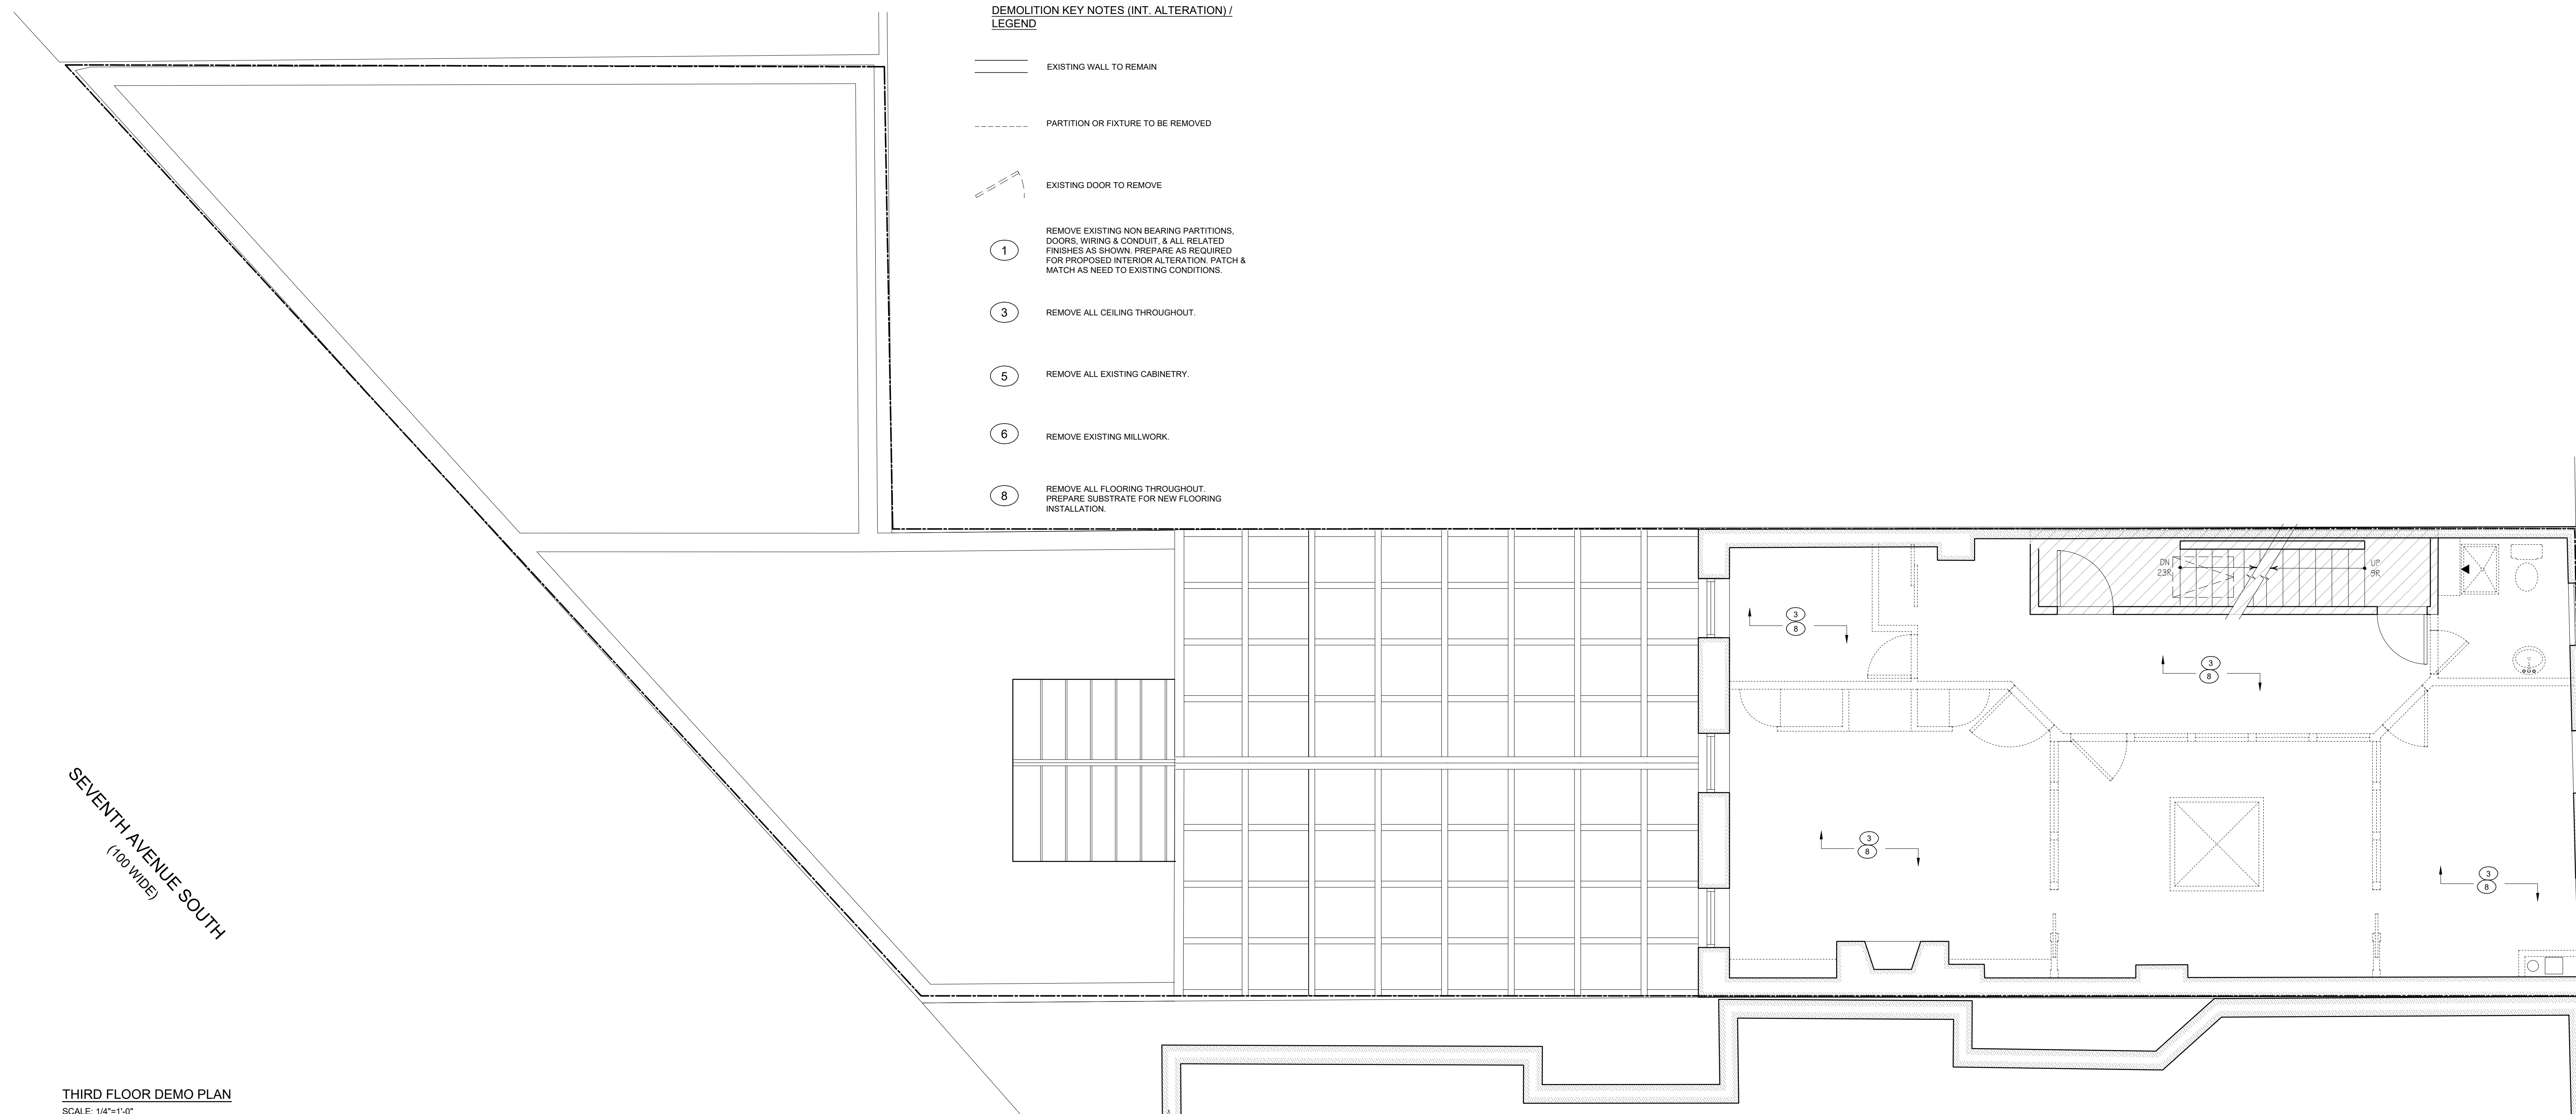 DEMOLITION KEY NOTES (INT. ALTERATION) /
LEGEND
EXISTING WALL TO REMAIN
PARTITION OR FIXTURE TO BE REMOVED
EXISTING DOOR TO REMOVE
1
REMOVE EXISTING NON BEARING PARTITIONS,
DOORS, WIRING & CONDUIT, & ALL RELATED
FINISHES AS SHOWN. PREPARE AS REQUIRED
FOR PROPOSED INTERIOR ALTERATION. PATCH &
MATCH AS NEED TO EXISTING CONDITIONS.
3
REMOVE ALL CEILING THROUGHOUT.
5
REMOVE ALL EXISTING CABINETRY.
6
REMOVE EXISTING MILLWORK.
8
REMOVE ALL FLOORING THROUGHOUT.
PREPARE SUBSTRATE FOR NEW FLOORING
INSTALLATION.
DN
23R
UP
9R
3
8
3
8
3
8
3
8
SEVENTH AVENUE SOUTH
(100 WIDE)
THIRD FLOOR DEMO PLAN
SCALE: 1/4"=1'-0"